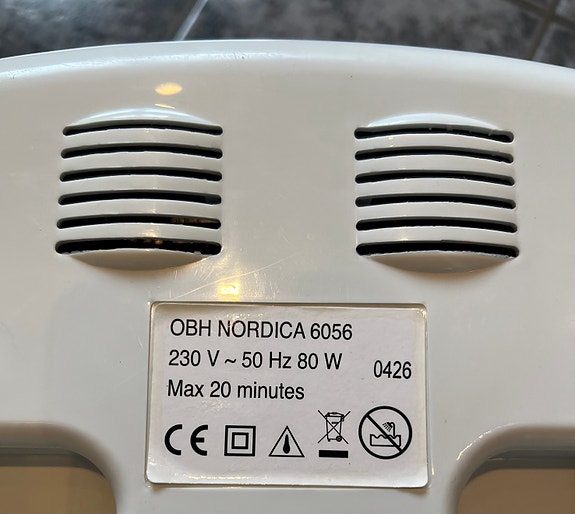 OBH NORDICA 6056
230 V ~ 50 Hz 80 W 0426
Max 20 minutes
CE